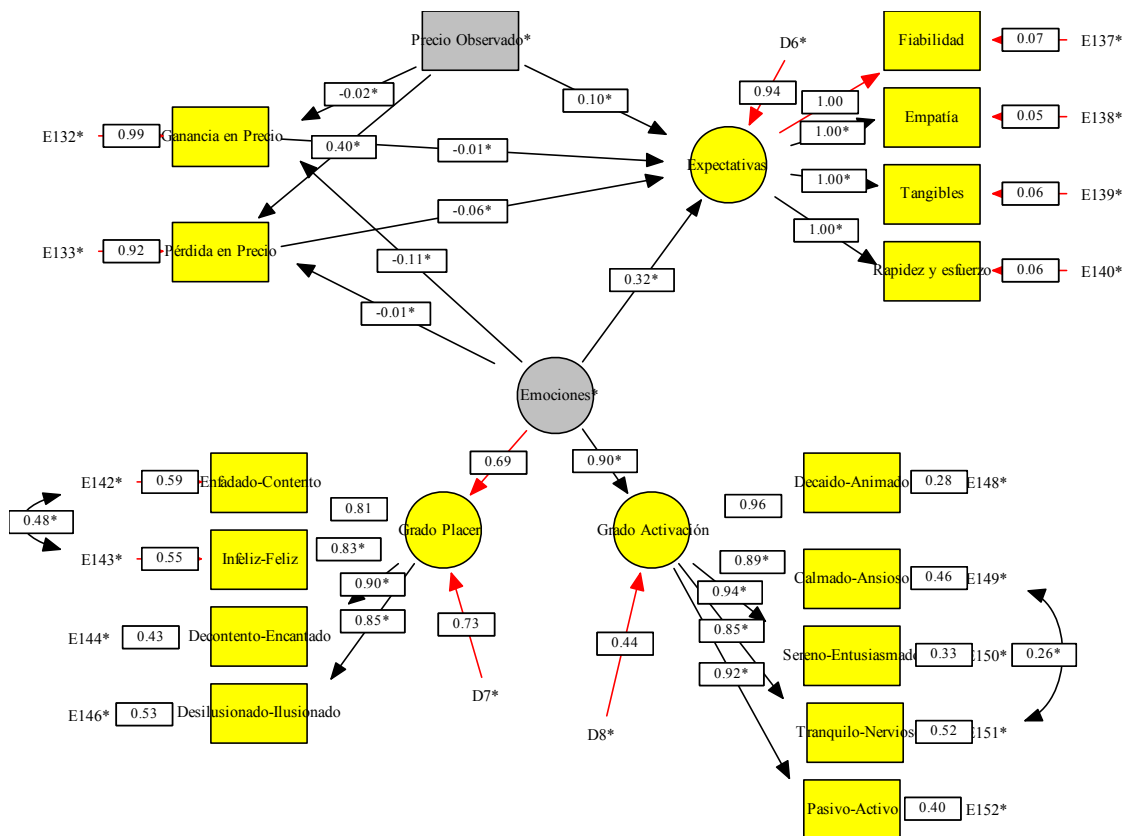 Precio Observado*
Fiabilidad
0.07
E137*
D6*
-0.02*
0.94
1.00
0.10*
E132*
0.99
Ganancia en Precio
0.40*
-0.01*
Expectativas
1.00*
Empatía
0.05
E138*
1.00*
Tangibles
0.06
E139*
-0.06*
1.00*
E133*
0.92
Pérdida en Precio
-0.11*
0.32*
Rapidez y esfuerzo
0.06
E140*
-0.01*
Emociones*
0.69
0.90*
E142*
0.59
Enfadado-Contento
0.81
0.48*
Grado Placer
Grado Activación
0.96
Decaido-Animado
0.28
E148*
E143*
0.55
Infeliz-Feliz
0.83*
0.90*
0.89*
Calmado-Ansioso
0.46
E149*
0.94*
0.85*
0.73
0.44
0.85*
E144*
0.43
Decontento-Encantado
Sereno-Entusiasmado
0.33
E150*
0.26*
0.92*
D7*
E146*
0.53
Desilusionado-Ilusionado
D8*
Tranquilo-Nervios
0.52
E151*
Pasivo-Activo
0.40
E152*